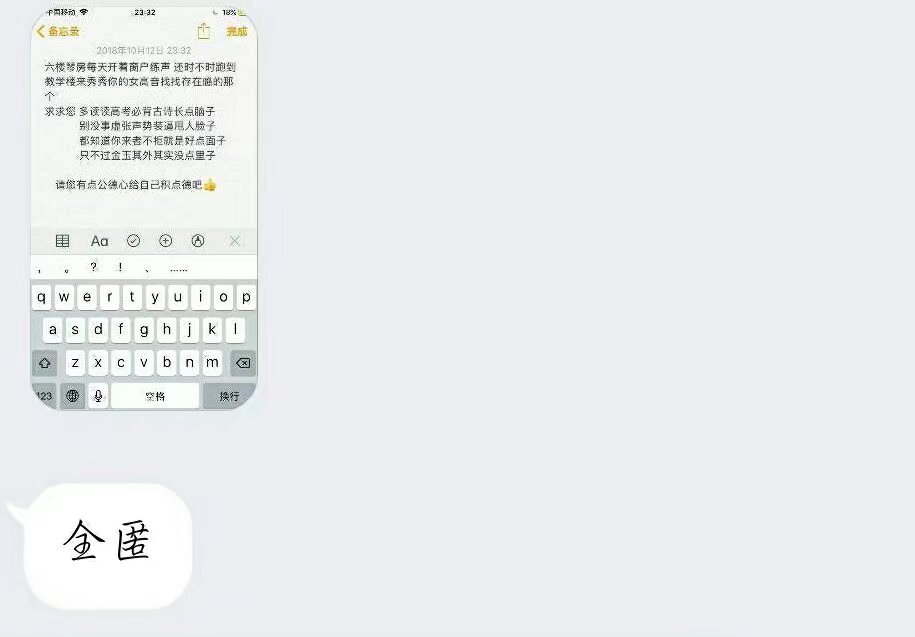 中国移动 23:32 18%
备忘录 完成
2018年10月12日 23:32
六楼琴房每天开着窗户练声 还时不时跑到
教学楼来秀秀你的女高音找找存在感的那
个
求求您 多读读高考必背古诗长点脑子
别没事虚张声势装逼甩人脸子
都知道你来者不拒就是好点面子
只不过金玉其外其实没点里子
请您有点公德心给自己积点德吧👍
Aa
, 。 ? ! 、 ……
q w e r t y u i o p
a s d f g h j k l
z x c v b n m
123 空格 换行
全匿